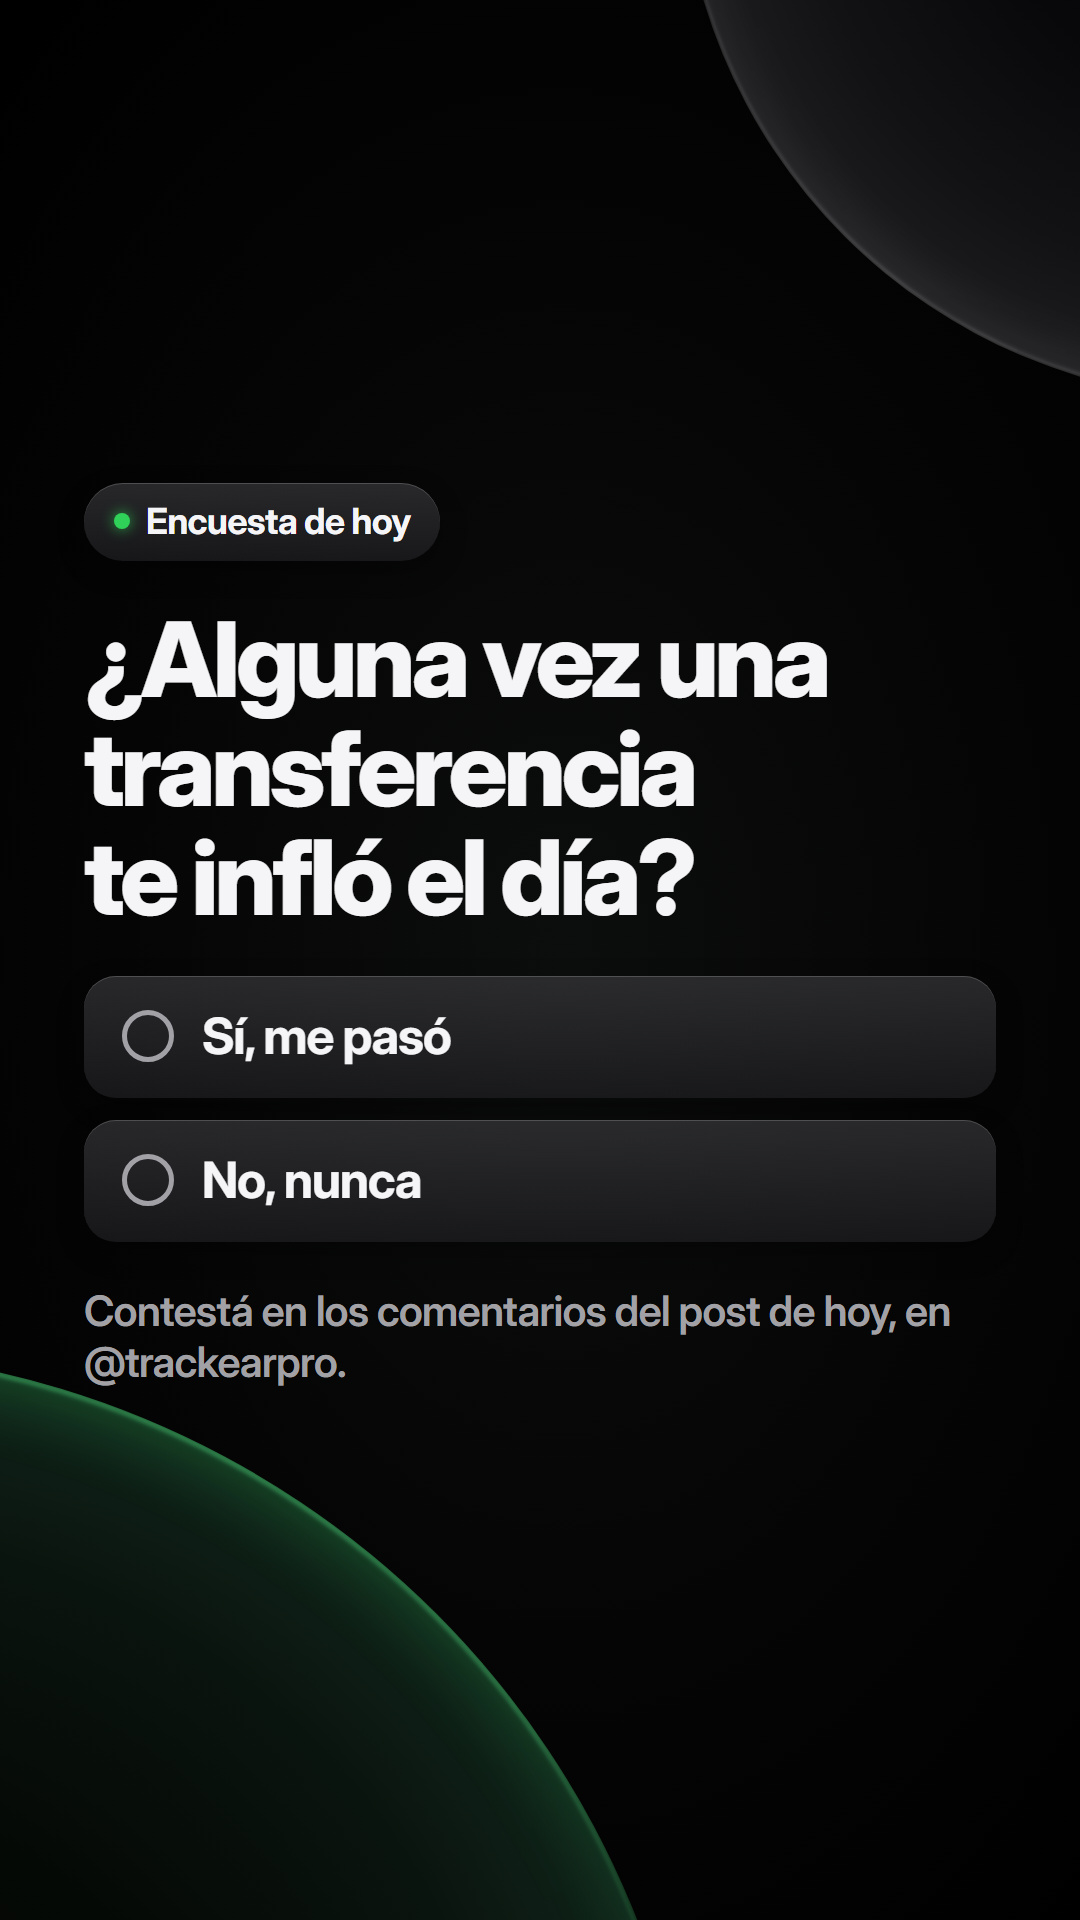 Encuesta de hoy
¿Alguna vez una
transferencia
te infló el día?
Sí, me pasó
No, nunca
Contestá en los comentarios del post de hoy, en
@trackearpro.